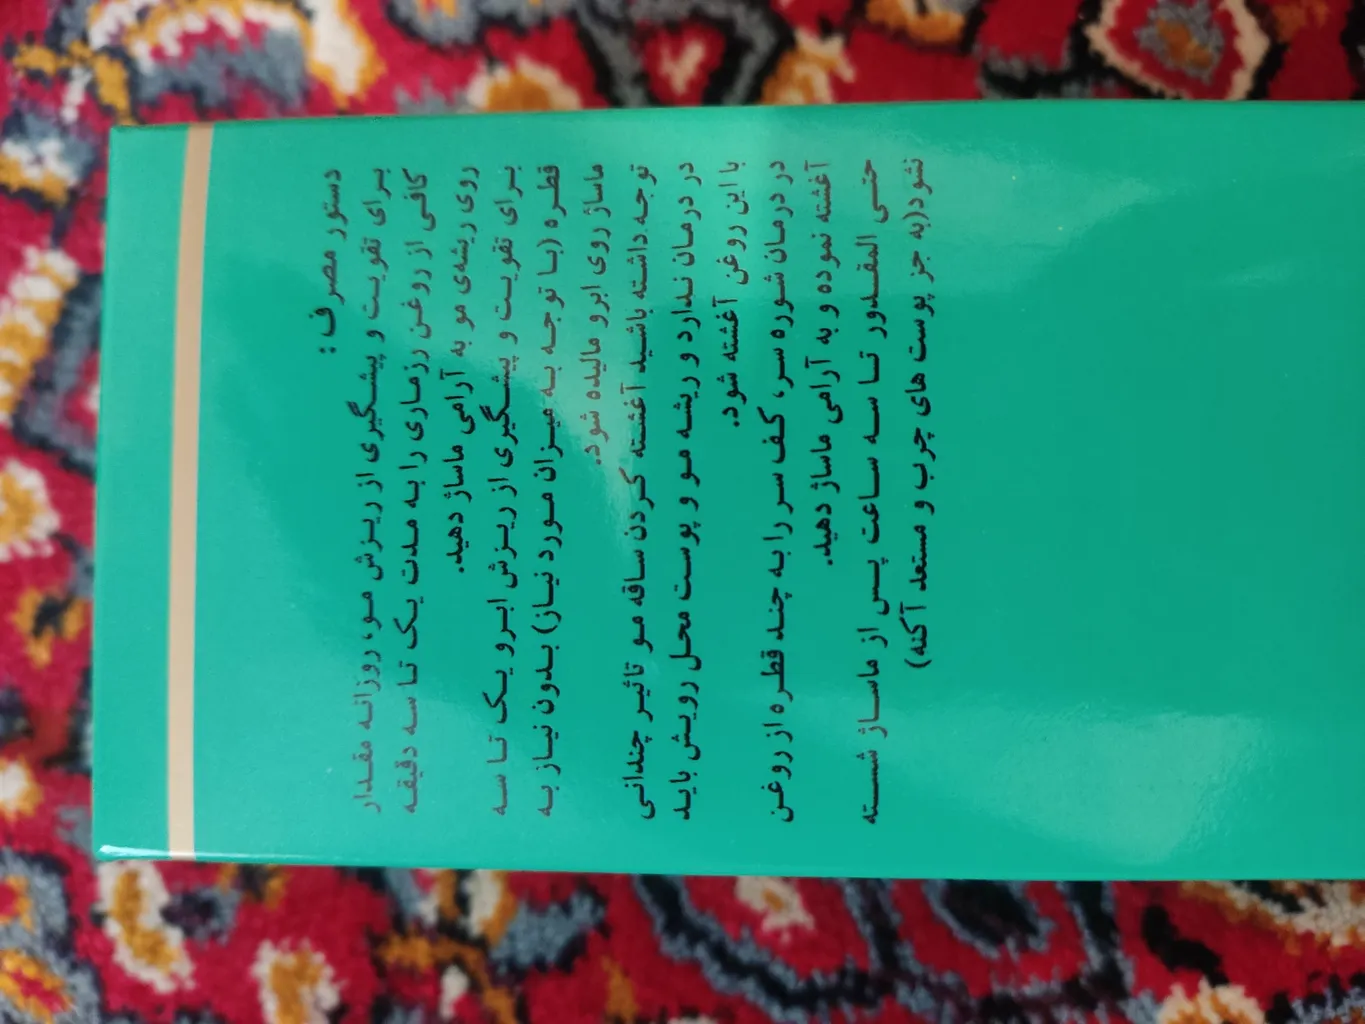 دستور مصرف :
برای تقویت و پیشگیری از ریزش مو، روزانه مقدار
کافی از روغن رزماری را به مدت یک تا سه دقیقه
روی ریشه‌ی مو به آرامی ماساژ دهید.
برای تقویت و پیشگیری از ریزش ابرو یک تا سه
قطره (با توجه به میزان مورد نیاز) بدون نیاز به
ماساژ روی ابرو مالیده شود.
توجه داشته باشید آغشته کردن ساقه مو تاثیر چندانی
در درمان ندارد و ریشه مو و پوست محل رویش باید
با این روغن آغشته شود.
در درمان شوره سر، کف سر را به چند قطره از روغن
آغشته نموده و به آرامی ماساژ دهید.
حتی المقدور تا سه ساعت پس از ماساژ شسته
نشود(به جز پوست های چرب و مستعد آکنه)